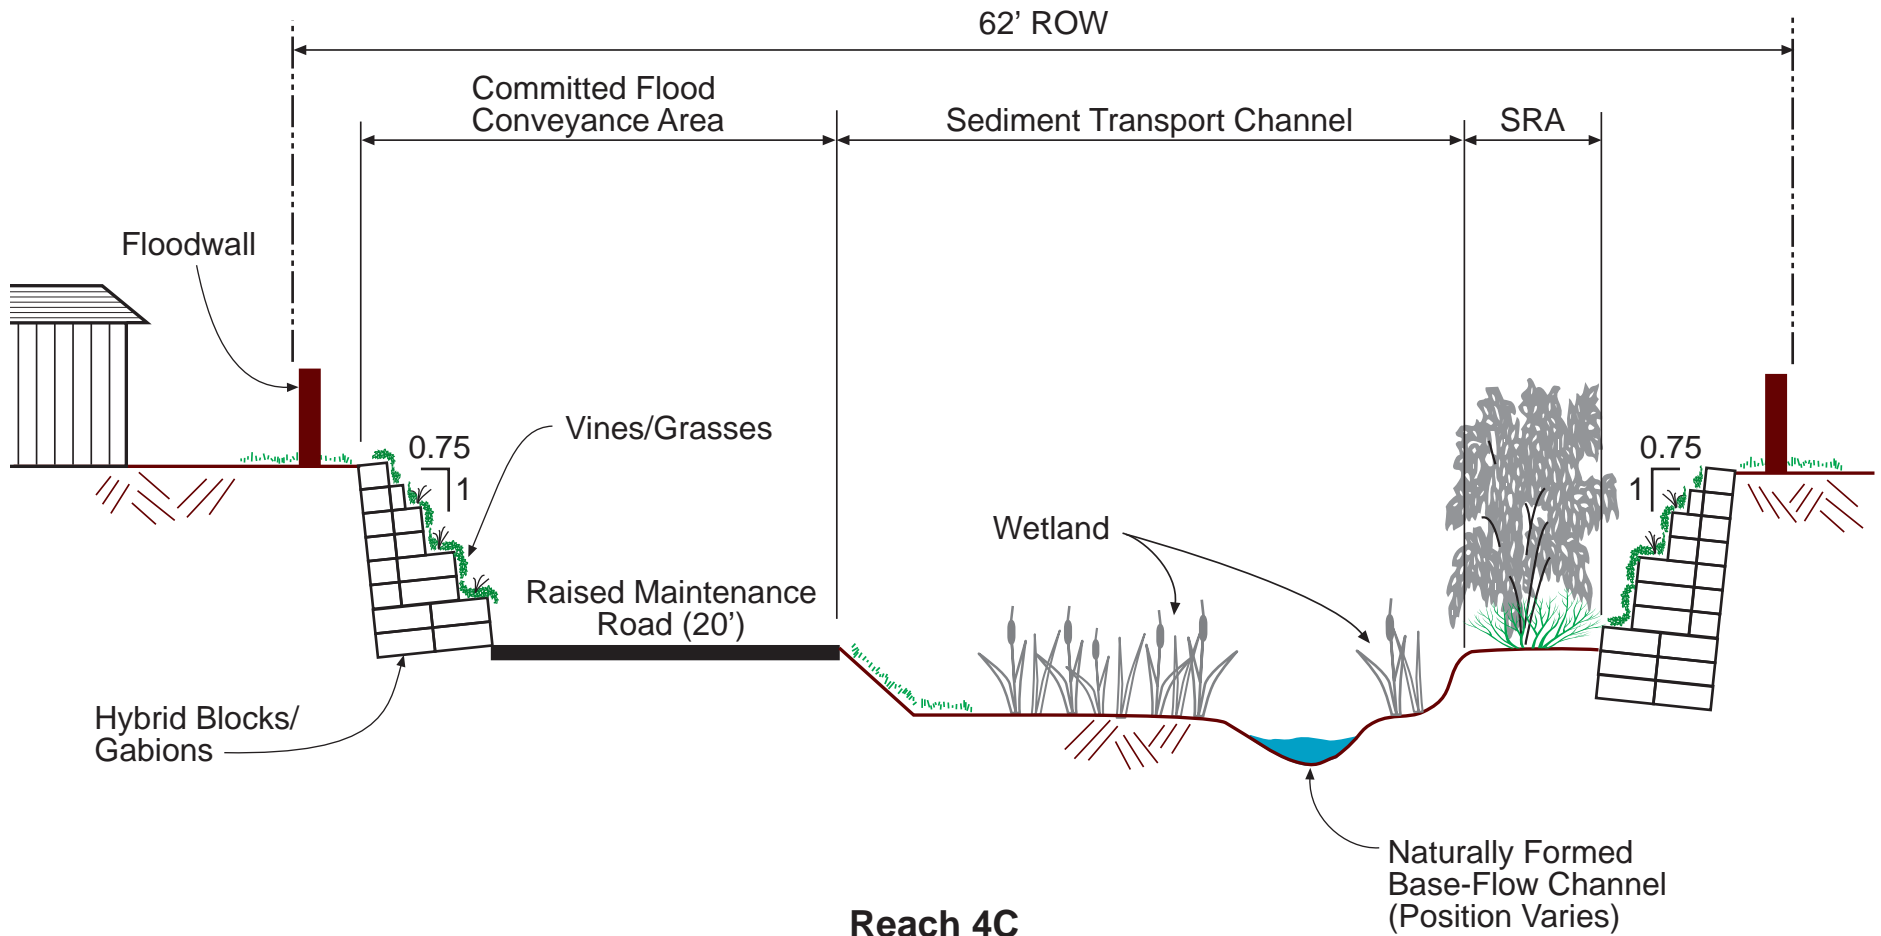 62’ ROW
Committed Flood
Conveyance Area
Sediment Transport Channel
SRA
Floodwall
0.75
1
Vines/Grasses
0.75
1
Wetland
Raised Maintenance
Road (20’)
Hybrid Blocks/
Gabions
Naturally Formed
Base-Flow Channel
(Position Varies)
Reach 4C